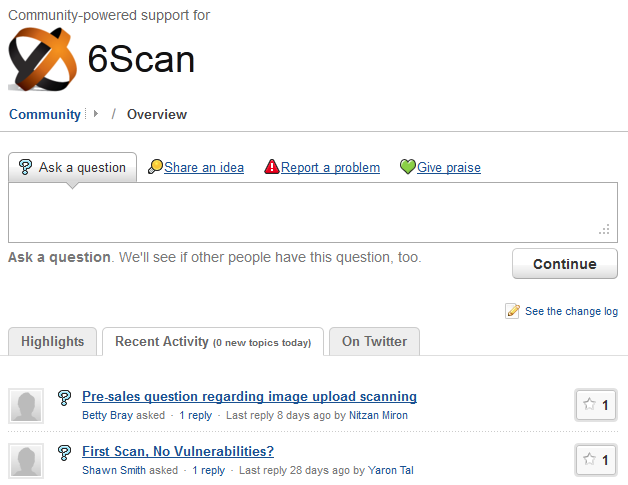 Community-powered support for
6Scan
Community / Overview
Ask a question Share an idea Report a problem Give praise
Ask a question. We'll see if other people have this question, too.
Continue
See the change log
Highlights Recent Activity (0 new topics today) On Twitter
Pre-sales question regarding image upload scanning
Betty Bray asked · 1 reply · Last reply 8 days ago by Nitzan Miron
1
First Scan, No Vulnerabilities?
Shawn Smith asked · 1 reply · Last reply 28 days ago by Yaron Tal
1